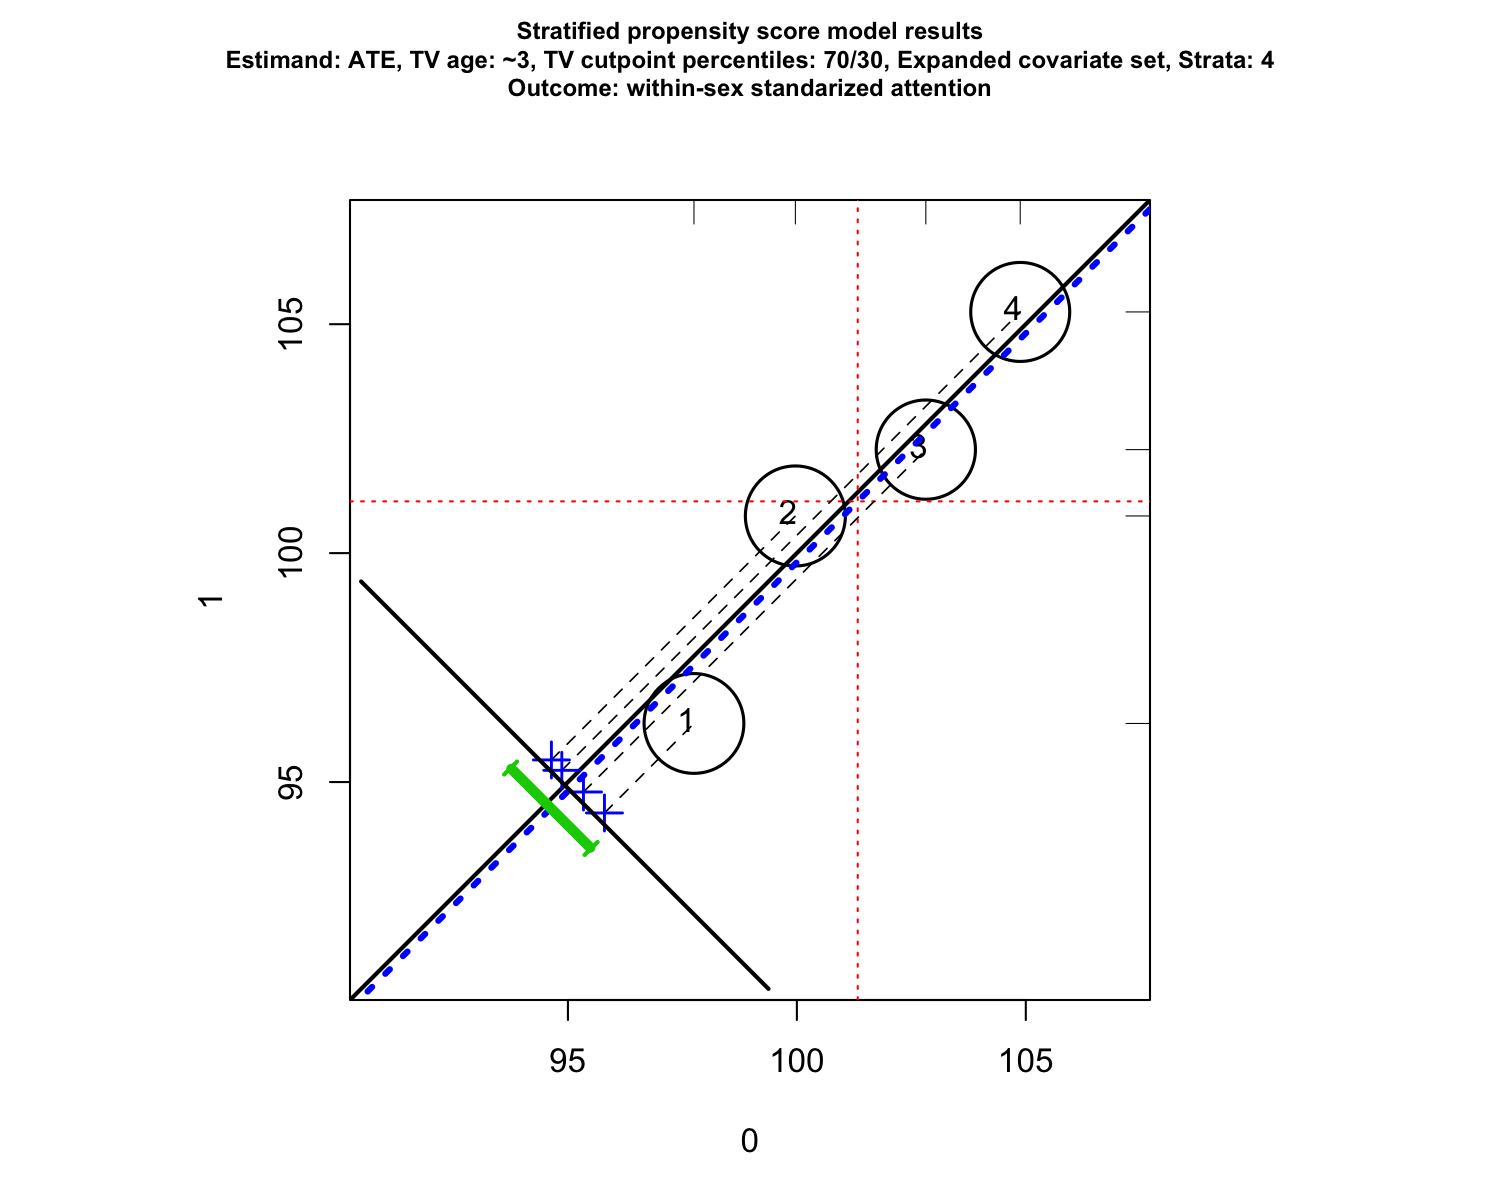 Stratified propensity score model results
Estimand: ATE, TV age: ~3, TV cutpoint percentiles: 70/30, Expanded covariate set, Strata: 4
Outcome: within-sex standarized attention
4
105
3
2
100
1
1
95
95 100 105
0